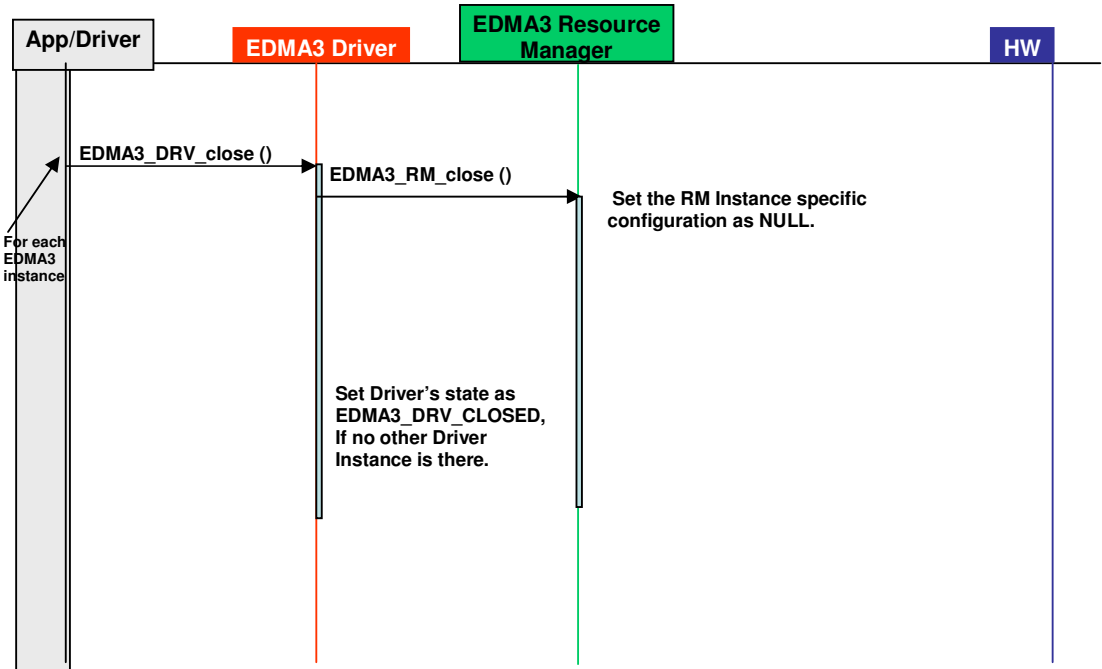 App/Driver
EDMA3 Driver
EDMA3 Resource
Manager
HW
EDMA3_DRV_close ()
EDMA3_RM_close ()
Set the RM Instance specific
configuration as NULL.
For each
EDMA3
instance
Set Driver's state as
EDMA3_DRV_CLOSED,
If no other Driver
Instance is there.